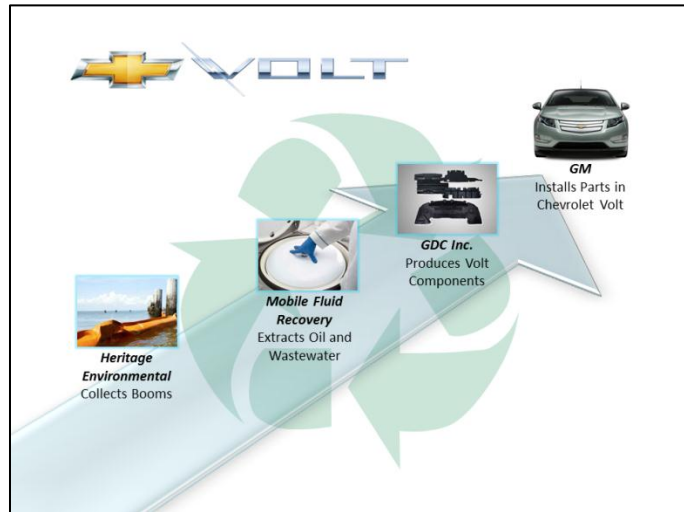 VOLT
GM
Installs Parts in
Chevrolet Volt
GDC Inc.
Produces Volt
Components
Mobile Fluid
Recovery
Extracts Oil and
Wastewater
Heritage
Environmental
Collects Booms